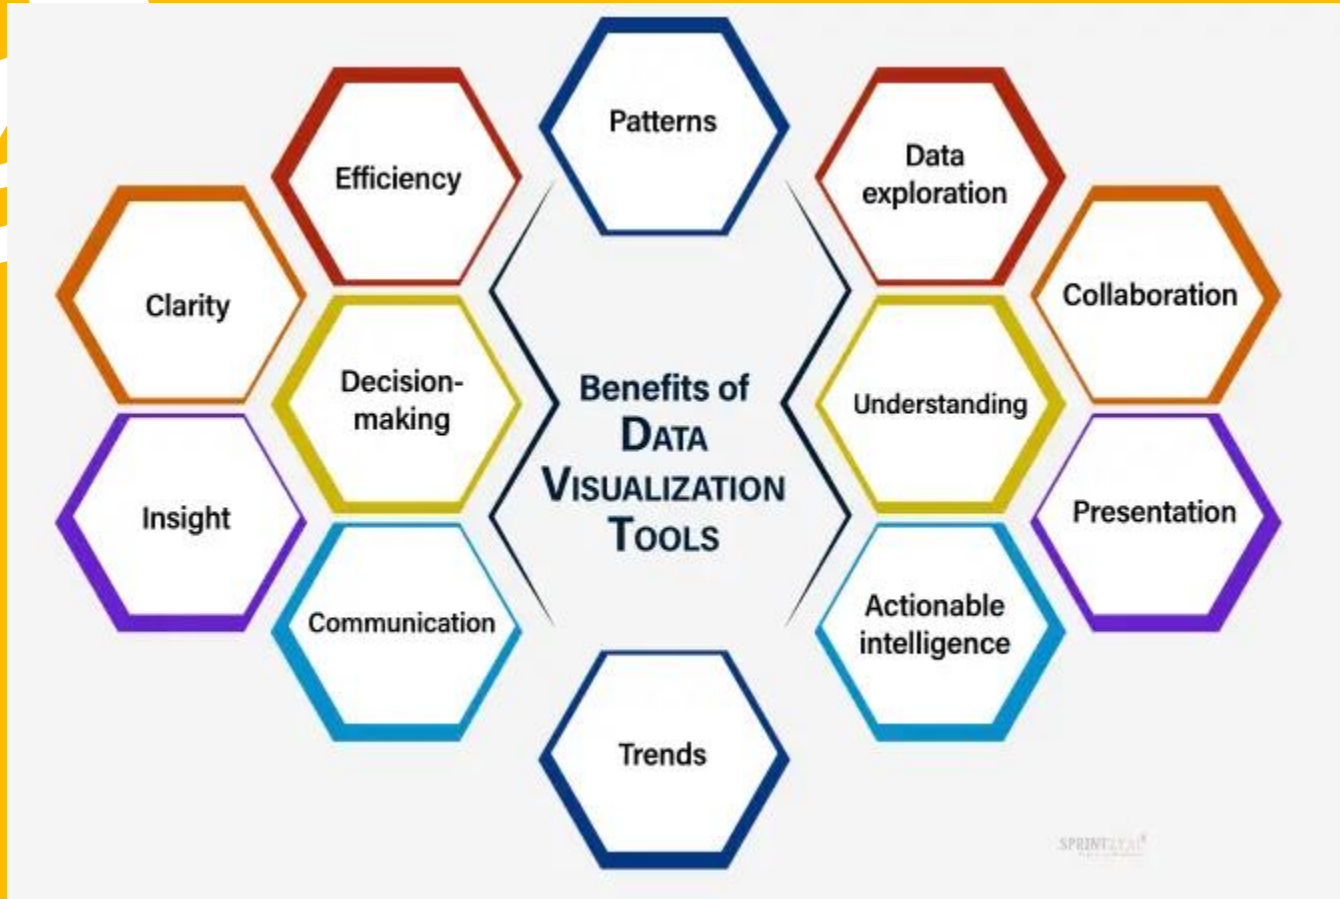 Patterns
Efficiency
Data
exploration
Clarity
Collaboration
Decision-
making
Benefits of
DATA
VISUALIZATION
TOOLS
Understanding
Insight
Presentation
Communication
Actionable
intelligence
Trends